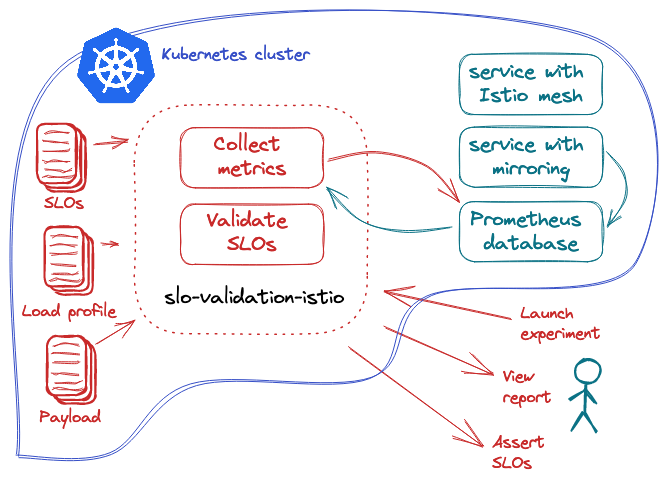 Kubernetes cluster
service with
Istio mesh
Collect
metrics
service with
mirroring
SLOs
Validate
SLOs
Prometheus
database
slo-validation-istio
Load profile
Launch
experiment
View
report
Payload
Assert
SLOs